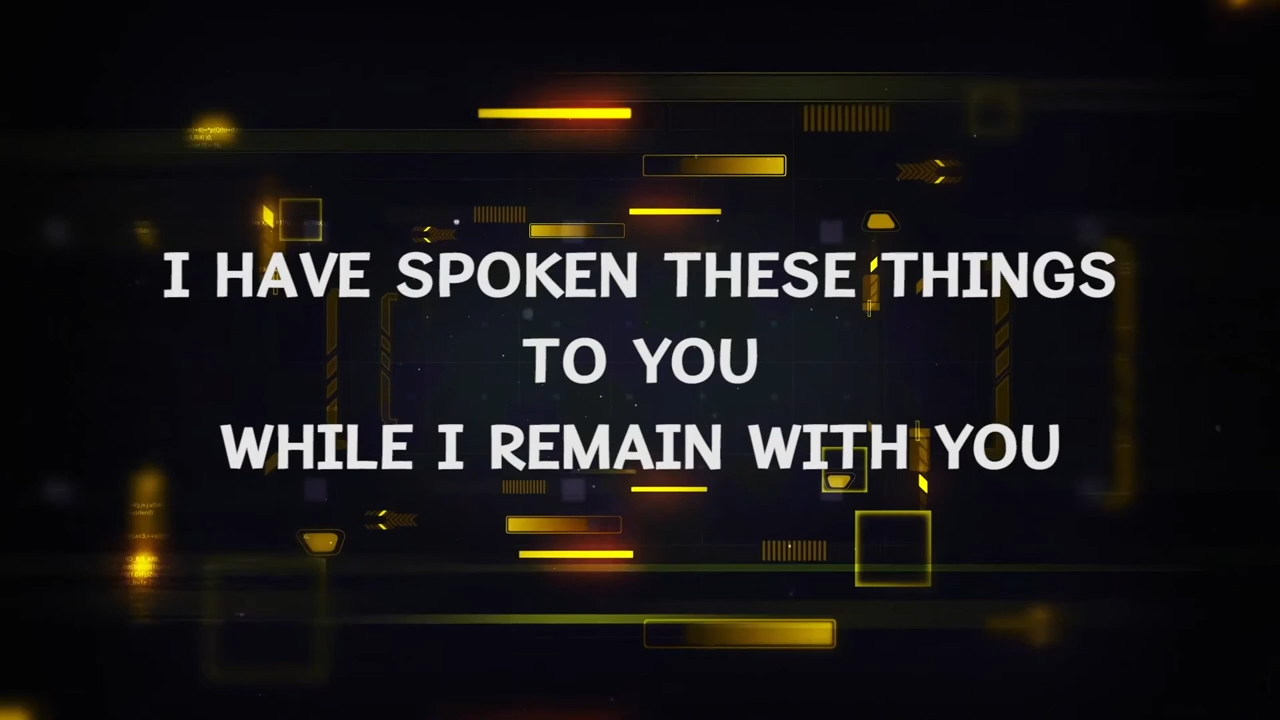 I HAVE SPOKEN THESE THINGS
TO YOU
WHILE I REMAIN WITH YOU